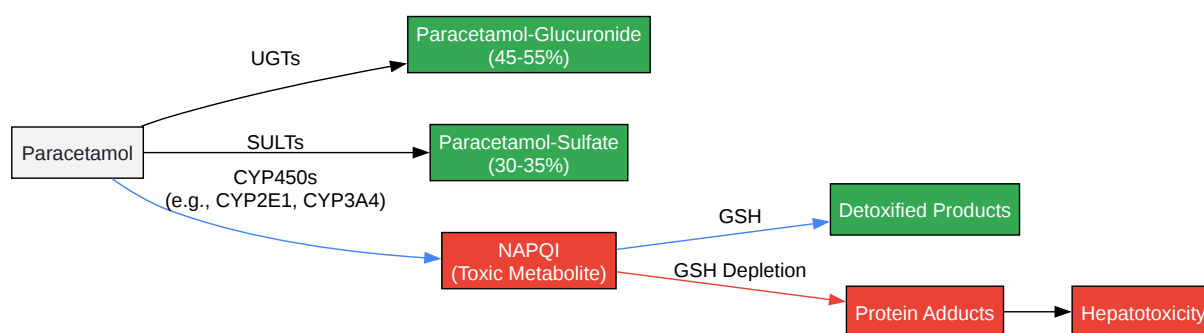 Paracetamol-Glucuronide
(45-55%)
UGTs
Paracetamol
SULTs
Paracetamol-Sulfate
(30-35%)
CYP450s
(e.g., CYP2E1, CYP3A4)
NAPQI
(Toxic Metabolite)
GSH
Detoxified Products
GSH Depletion
Protein Adducts
Hepatotoxicity